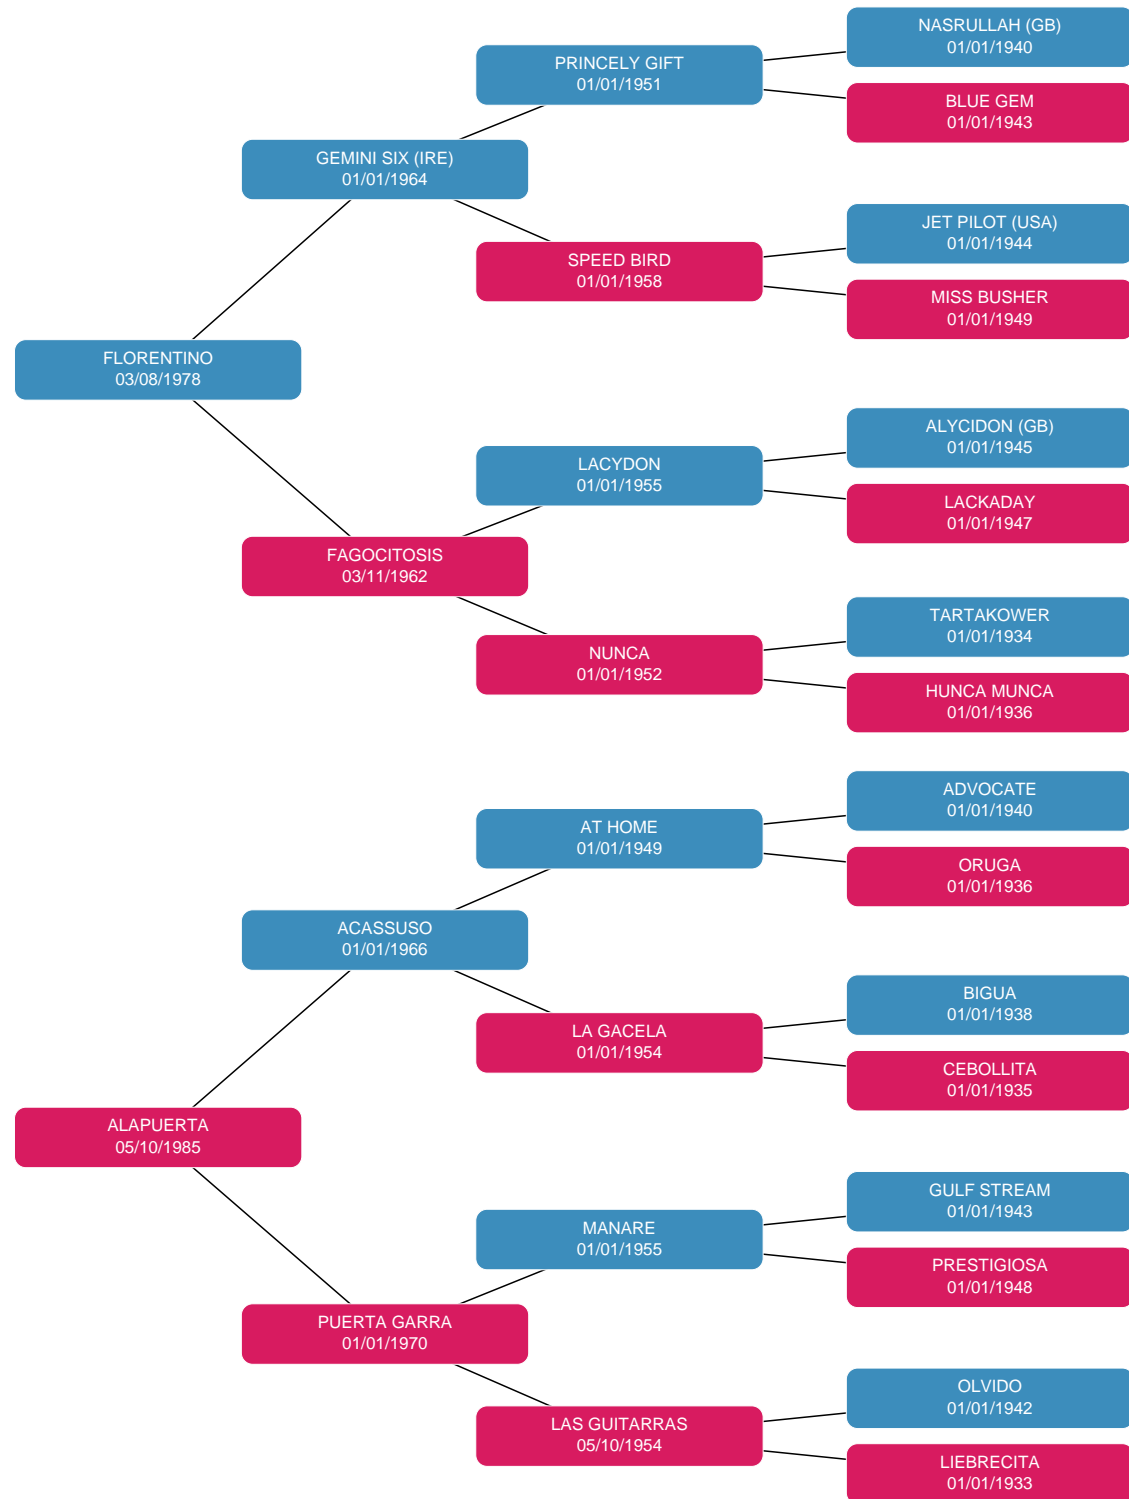 NASRULLAH (GB)
01/01/1940
PRINCELY GIFT
01/01/1951
BLUE GEM
01/01/1943
GEMINI SIX (IRE)
01/01/1964
JET PILOT (USA)
01/01/1944
SPEED BIRD
01/01/1958
MISS BUSHER
01/01/1949
FLORENTINO
03/08/1978
ALYCIDON (GB)
01/01/1945
LACYDON
01/01/1955
LACKADAY
01/01/1947
FAGOCITOSIS
03/11/1962
TARTAKOWER
01/01/1934
NUNCA
01/01/1952
HUNCA MUNCA
01/01/1936
ADVOCATE
01/01/1940
AT HOME
01/01/1949
ORUGA
01/01/1936
ACASSUSO
01/01/1966
BIGUA
01/01/1938
LA GACELA
01/01/1954
CEBOLLITA
01/01/1935
ALAPUERTA
05/10/1985
GULF STREAM
01/01/1943
MANARE
01/01/1955
PRESTIGIOSA
01/01/1948
PUERTA GARRA
01/01/1970
OLVIDO
01/01/1942
LAS GUITARRAS
05/10/1954
LIEBRECITA
01/01/1933